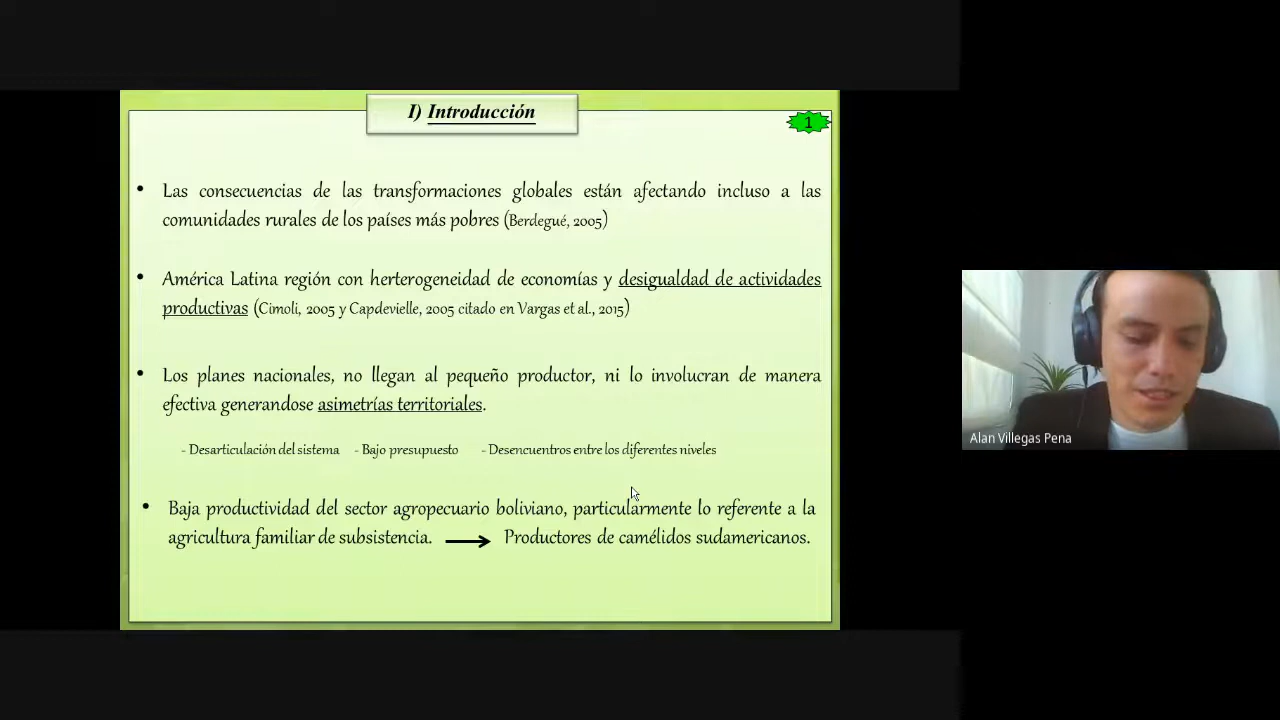 I) Introducción
1
• Las consecuencias de las transformaciones globales están afectando incluso a las
comunidades rurales de los países más pobres (Berdegué, 2005)
• América Latina región con herterogeneidad de economías y desigualdad de actividades
productivas (Cimoli, 2005 y Capdevielle, 2005 citado en Vargas et al., 2015)
• Los planes nacionales, no llegan al pequeño productor, ni lo involucran de manera
efectiva generandose asimetrías territoriales.
- Desarticulación del sistema - Bajo presupuesto - Desencuentros entre los diferentes niveles
• Baja productividad del sector agropecuario boliviano, particularmente lo referente a la
agricultura familiar de subsistencia. → Productores de camélidos sudamericanos.
Alan Villegas Pena